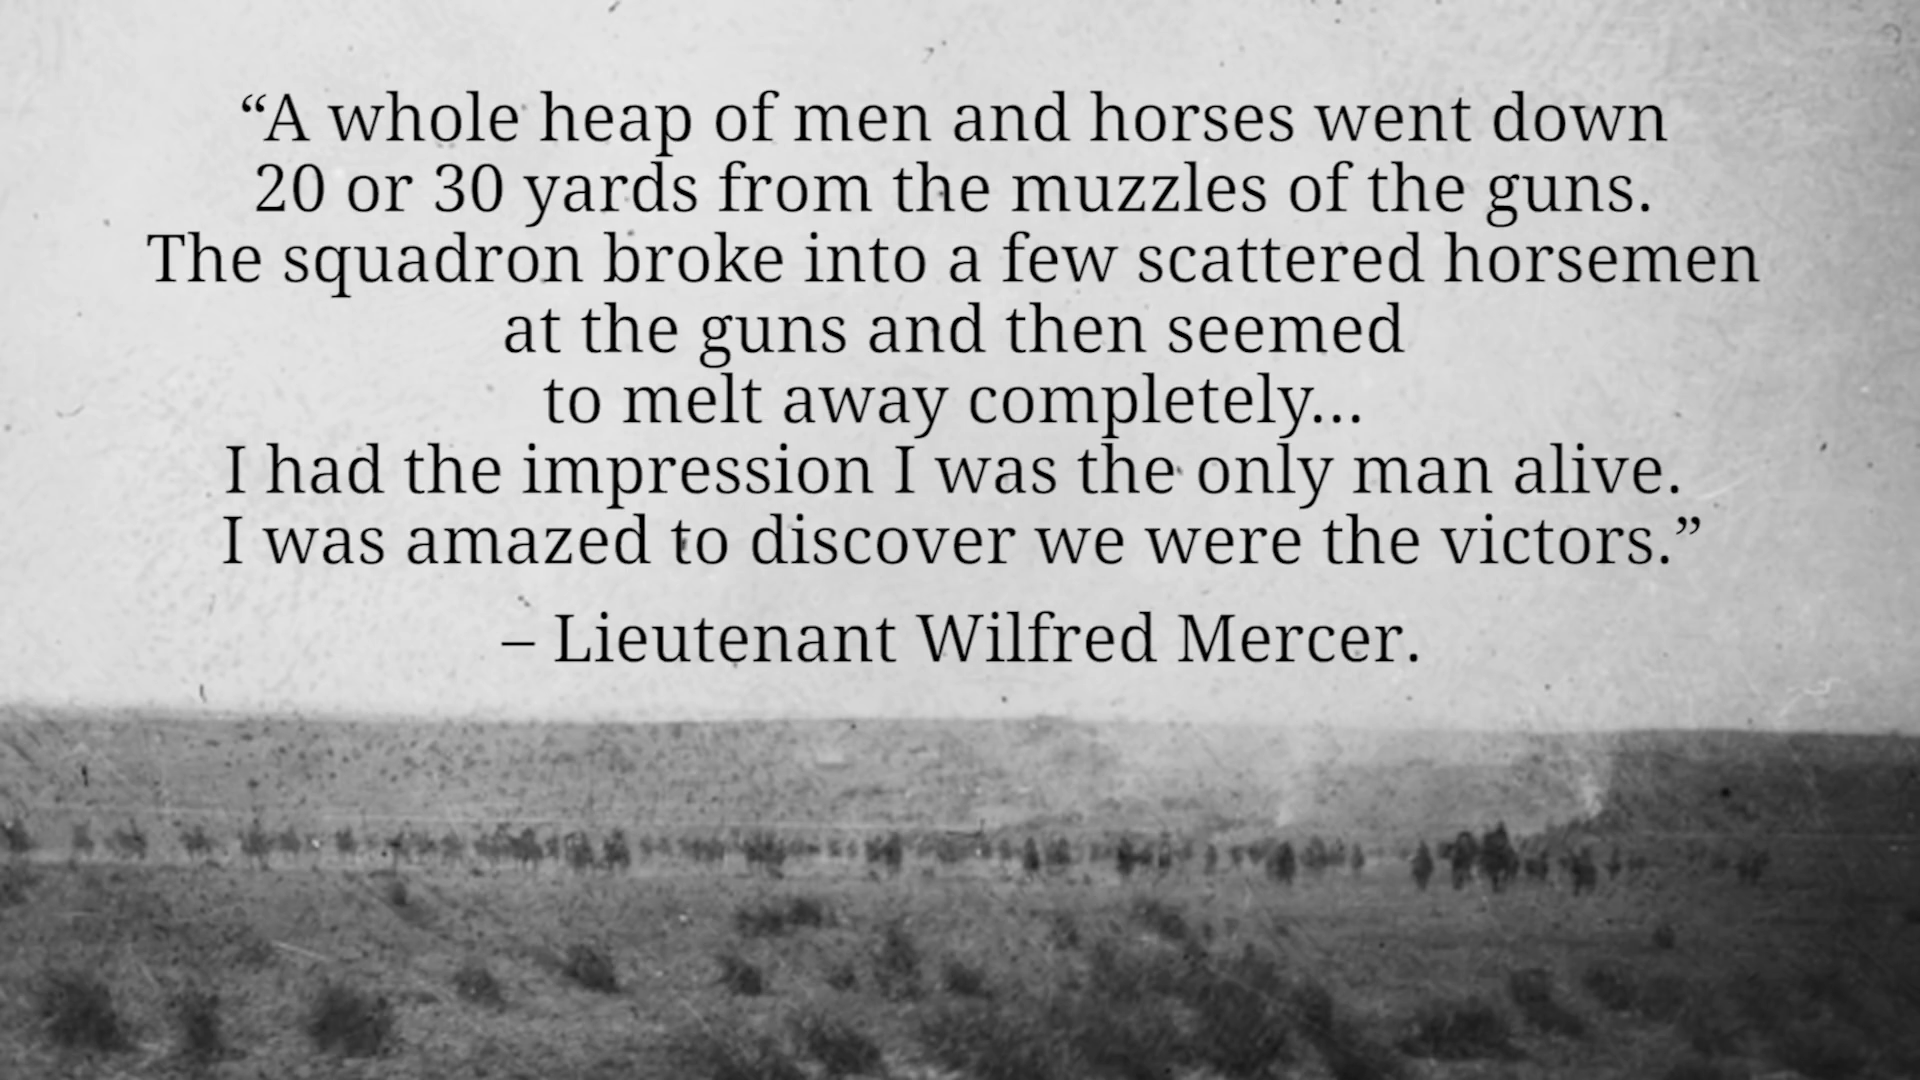 “A whole heap of men and horses went down
20 or 30 yards from the muzzles of the guns.
The squadron broke into a few scattered horsemen
at the guns and then seemed
to melt away completely...
I had the impression I was the only man alive.
I was amazed to discover we were the victors.”
– Lieutenant Wilfred Mercer.